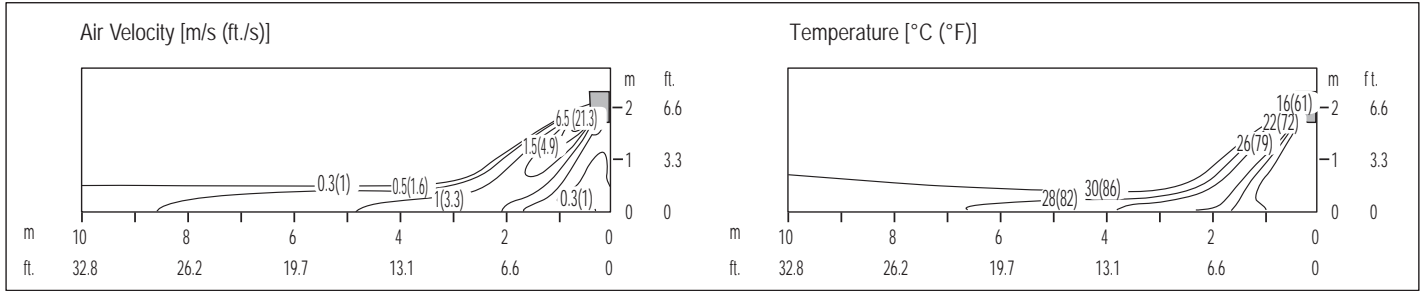 Air Velocity [m/s (ft./s)]
m ft.
2 6.6
1 3.3
0 0
6.5 (21.3)
1.5(4.9)
0.3(1)
0.5(1.6)
1(3.3)
0.3(1)
m 10 8 6 4 2 0
ft. 32.8 26.2 19.7 13.1 6.6 0
Temperature [°C (°F)]
m ft.
2 6.6
1 3.3
0 0
16(61)
22(72)
26(79)
30(86)
28(82)
m 10 8 6 4 2 0
ft. 32.8 26.2 19.7 13.1 6.6 0